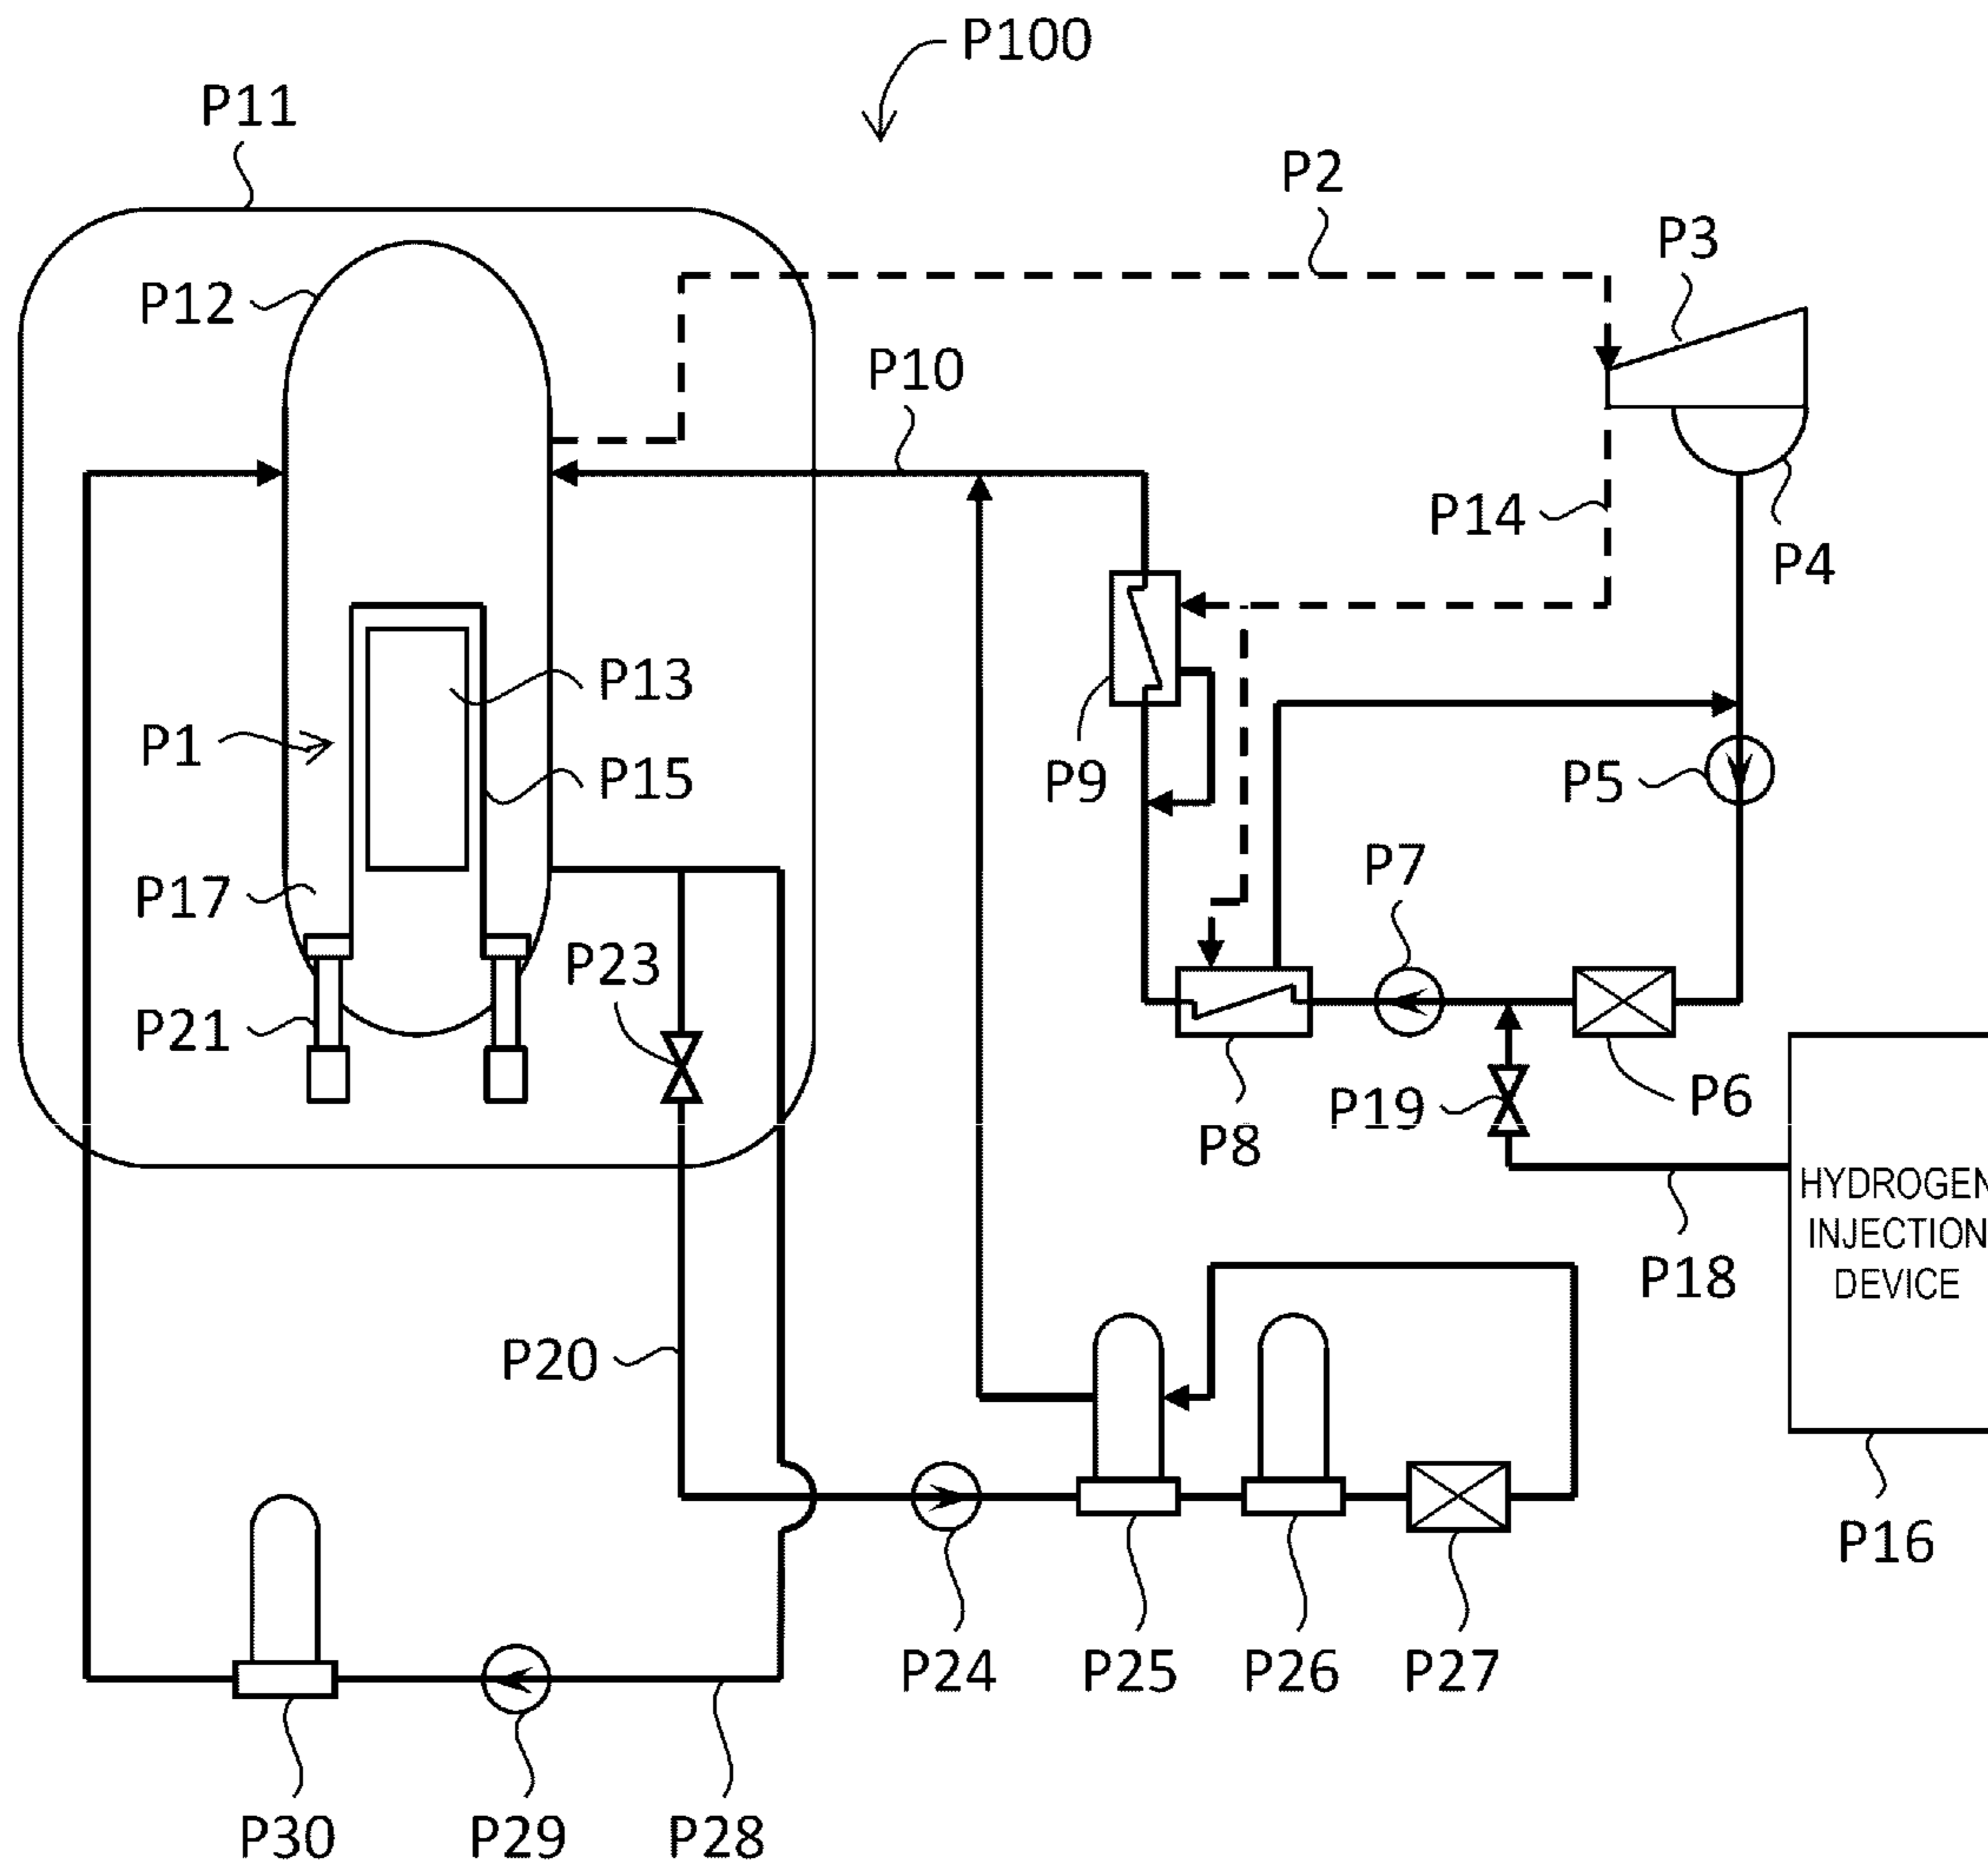 P100
P11
P2
P3
P12
P10
P14
P4
P13
P1
P15
P9
P5
P7
P17
P23
P21
P6
P19
P8
HYDROGEN
INJECTION
DEVICE
P18
P20
P16
P24
P25
P26
P27
P30
P29
P28